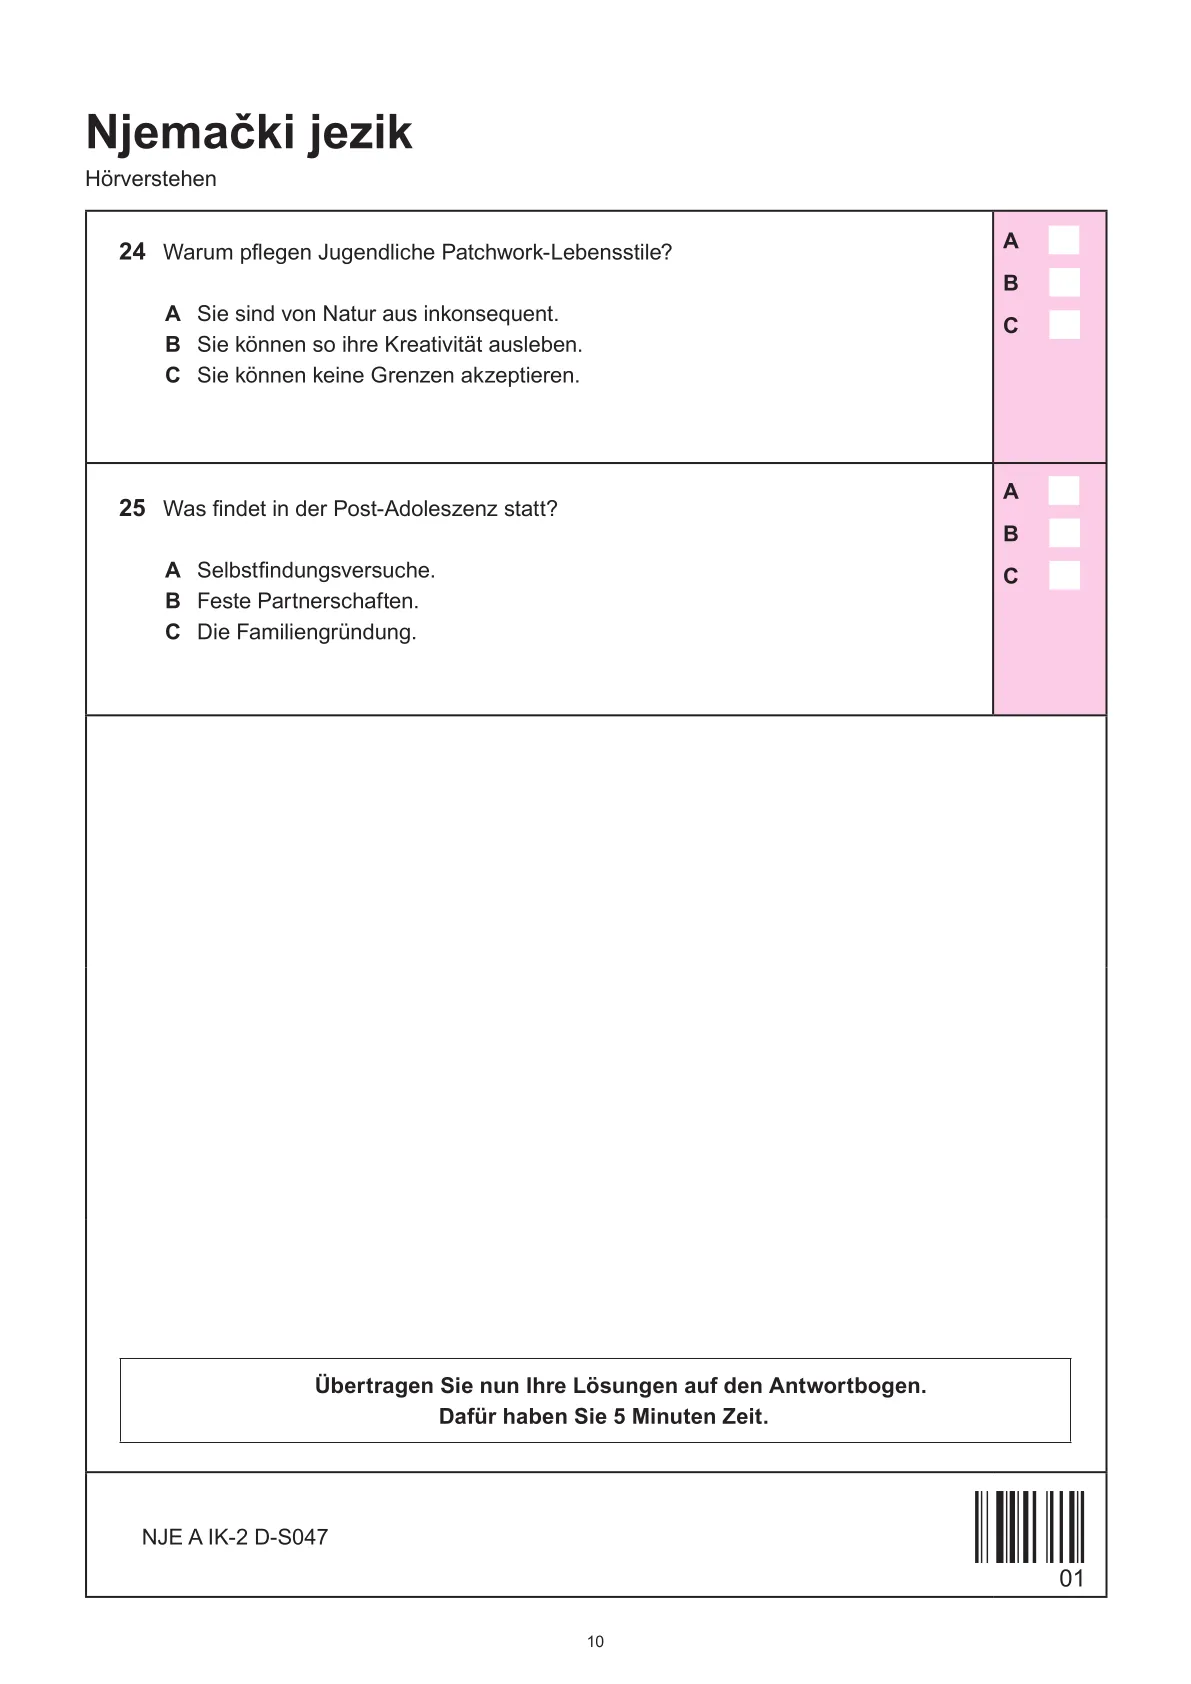 Njemački jezik
Hörverstehen
24 Warum pflegen Jugendliche Patchwork-Lebensstile?
A Sie sind von Natur aus inkonsequent.
B Sie können so ihre Kreativität ausleben.
C Sie können keine Grenzen akzeptieren.
A
B
C
25 Was findet in der Post-Adoleszenz statt?
A Selbstfindungsversuche.
B Feste Partnerschaften.
C Die Familiengründung.
A
B
C
Übertragen Sie nun Ihre Lösungen auf den Antwortbogen.
Dafür haben Sie 5 Minuten Zeit.
NJE A IK-2 D-S047
01
10